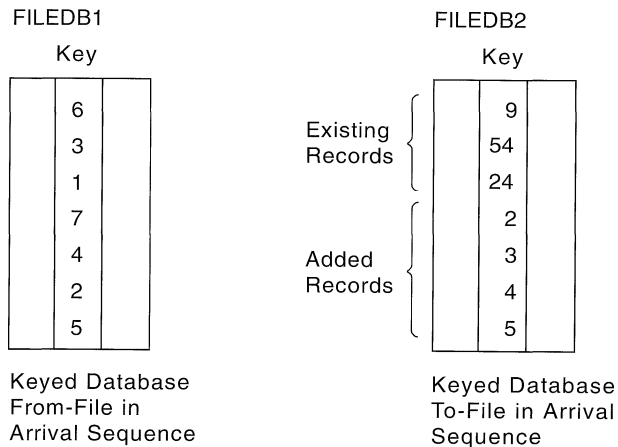 FILEDB1
Key
6
3
1
7
4
2
5
Keyed Database
From-File in
Arrival Sequence
FILEDB2
Key
Existing
Records
9
54
24
Added
Records
2
3
4
5
Keyed Database
To-File in Arrival
Sequence